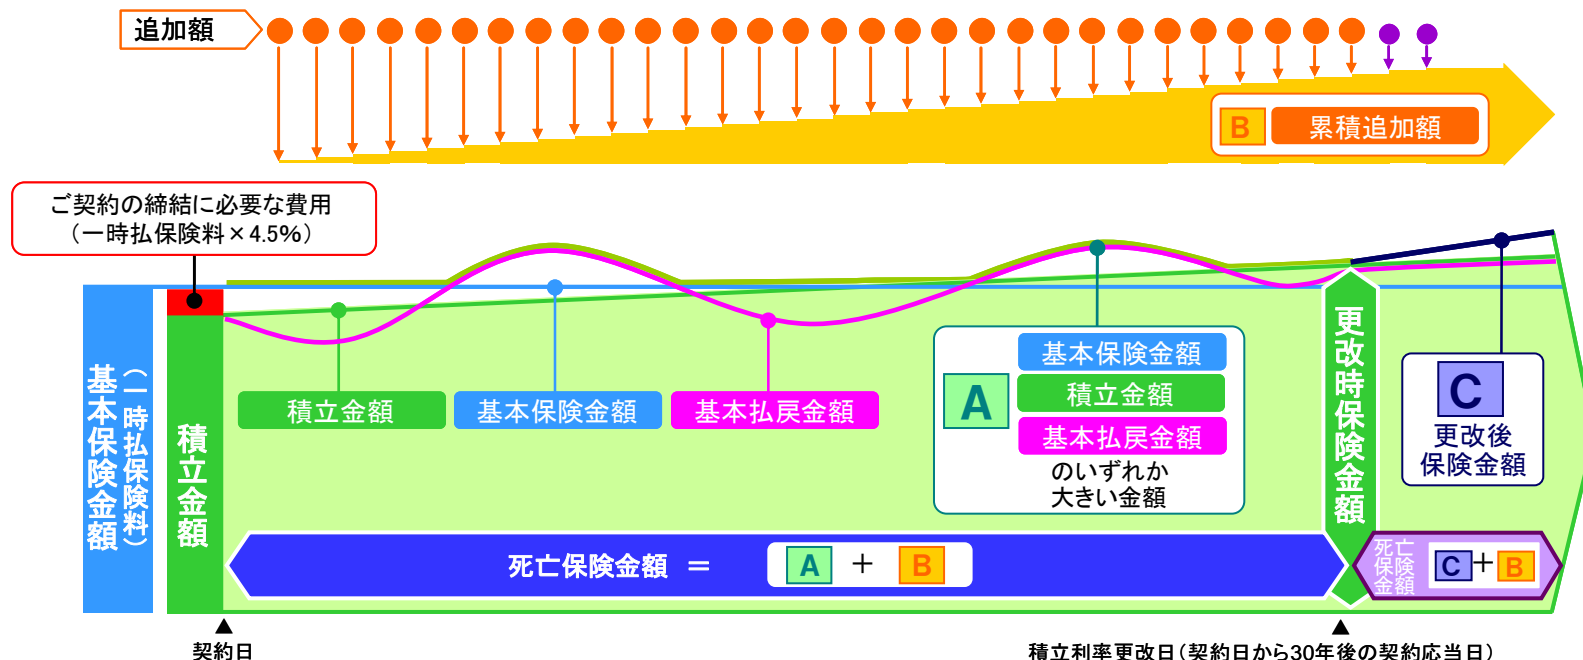 追加額
B 累積追加額
ご契約の締結に必要な費用
（一時払保険料×4.5％）
基本保険金額
（一時払保険料）
積立金額
積立金額
基本保険金額
基本払戻金額
A
基本保険金額
積立金額
基本払戻金額
のいずれか
大きい金額
更改時保険金額
C
更改後
保険金額
死亡保険金額 ＝ A ＋ B
死亡
保険
金額
C＋B
▲
契約日
▲
積立利率更改日（契約日から30年後の契約応当日）